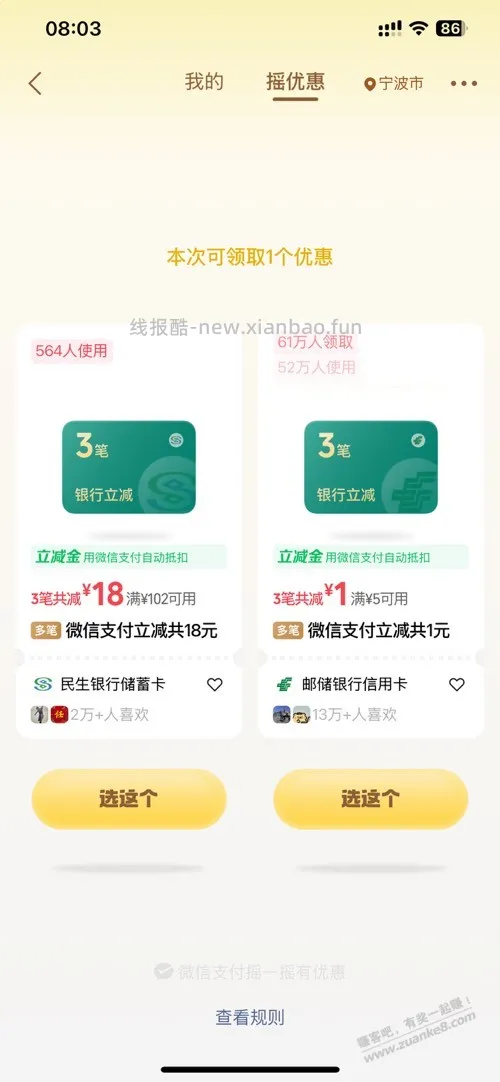 08:03
86
我的
摇优惠
宁波市
本次可领取1个优惠
线报酷-new.xianbao.fun
564人使用
3笔
银行立减
立减金 用微信支付自动抵扣
3笔共减¥18 满¥102可用
多笔 微信支付立减共18元
民生银行储蓄卡
2万+人喜欢
选这个
61万人领取
52万人使用
3笔
银行立减
立减金 用微信支付自动抵扣
3笔共减¥1 满¥5可用
多笔 微信支付立减共1元
邮储银行信用卡
13万+人喜欢
选这个
微信支付摇一摇有优惠
查看规则
赚客吧，有奖一起赚！
www.zuanke8.com